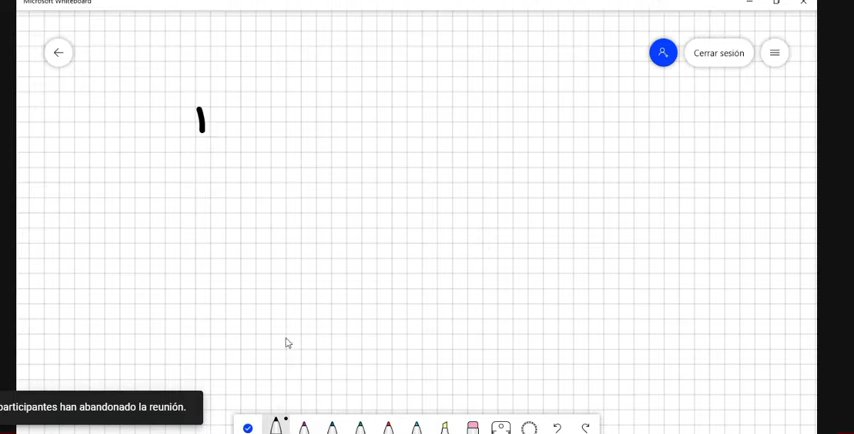 Microsoft Whiteboard
Cerrar sesión
participantes han abandonado la reunión.